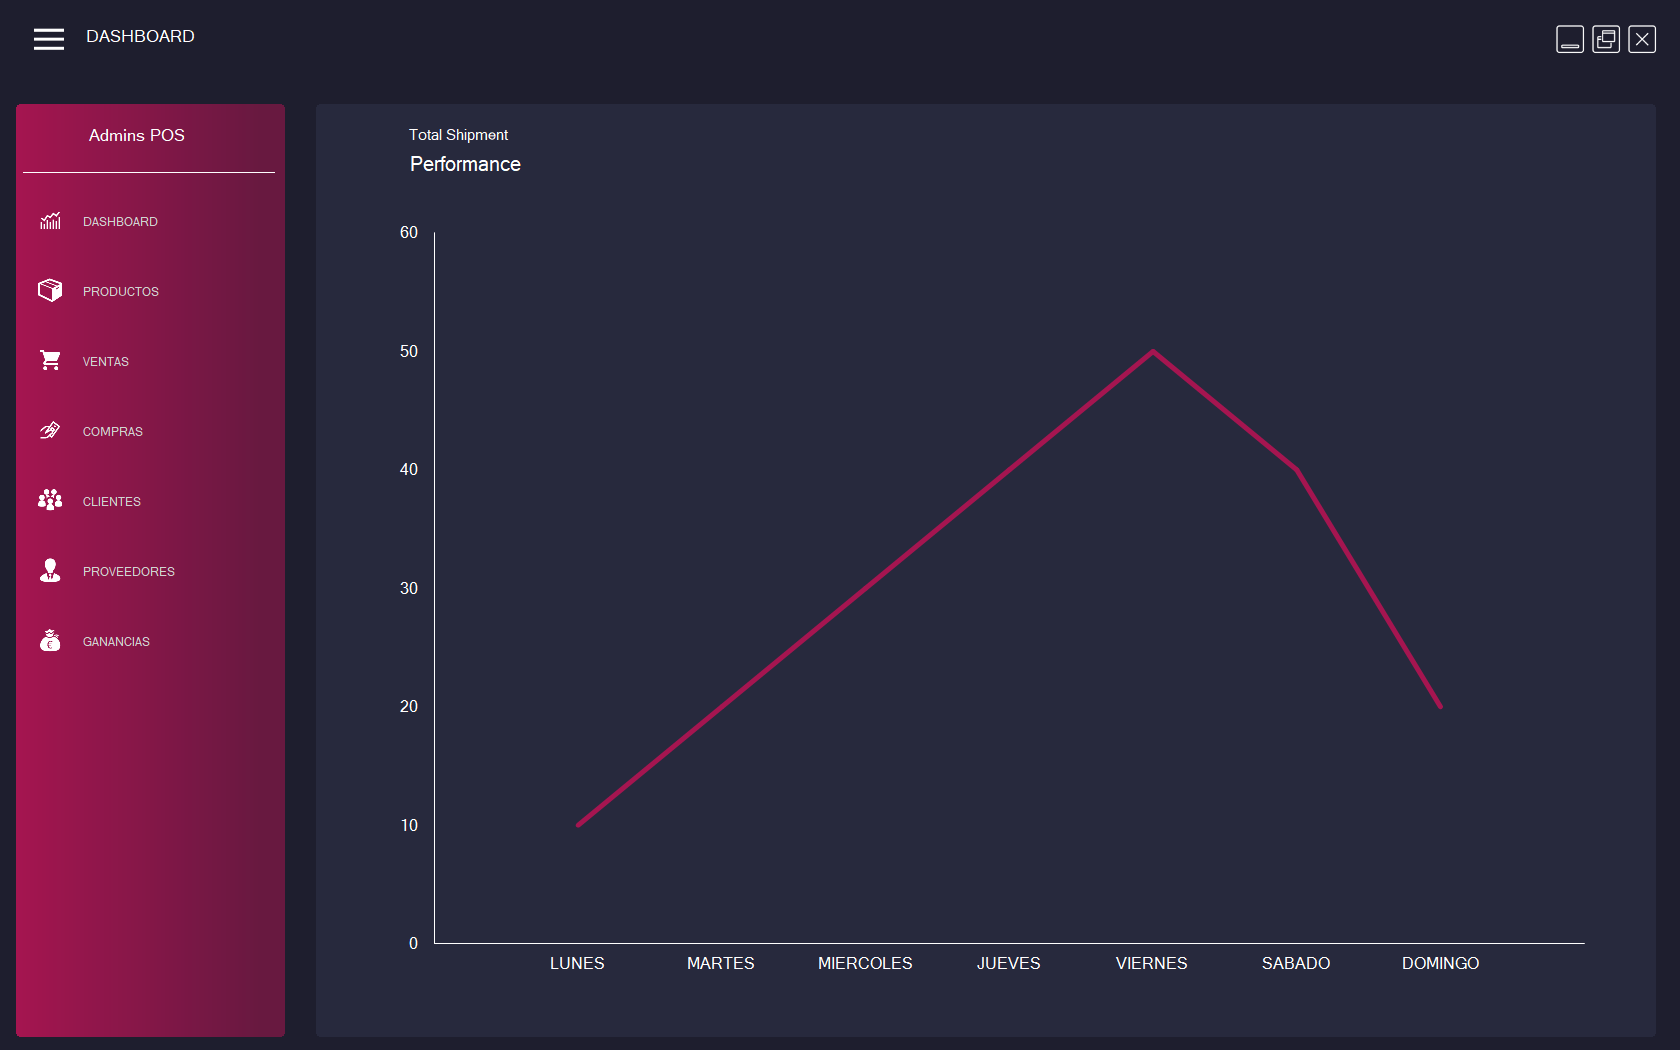 DASHBOARD
Admins POS
DASHBOARD
PRODUCTOS
VENTAS
COMPRAS
CLIENTES
PROVEEDORES
GANANCIAS
€
Total Shipment
Performance
60
50
40
30
20
10
0
LUNES MARTES MIERCOLES JUEVES VIERNES SABADO DOMINGO